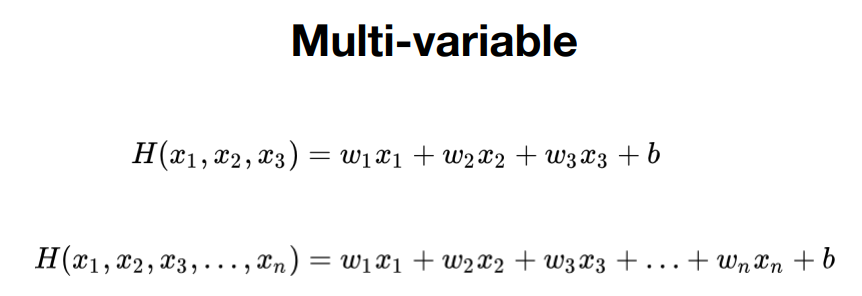 Multi-variable
H(x₁, x₂, x₃) = w₁x₁ + w₂x₂ + w₃x₃ + b
H(x₁, x₂, x₃, . . . , xₙ) = w₁x₁ + w₂x₂ + w₃x₃ + . . . + wₙxₙ + b